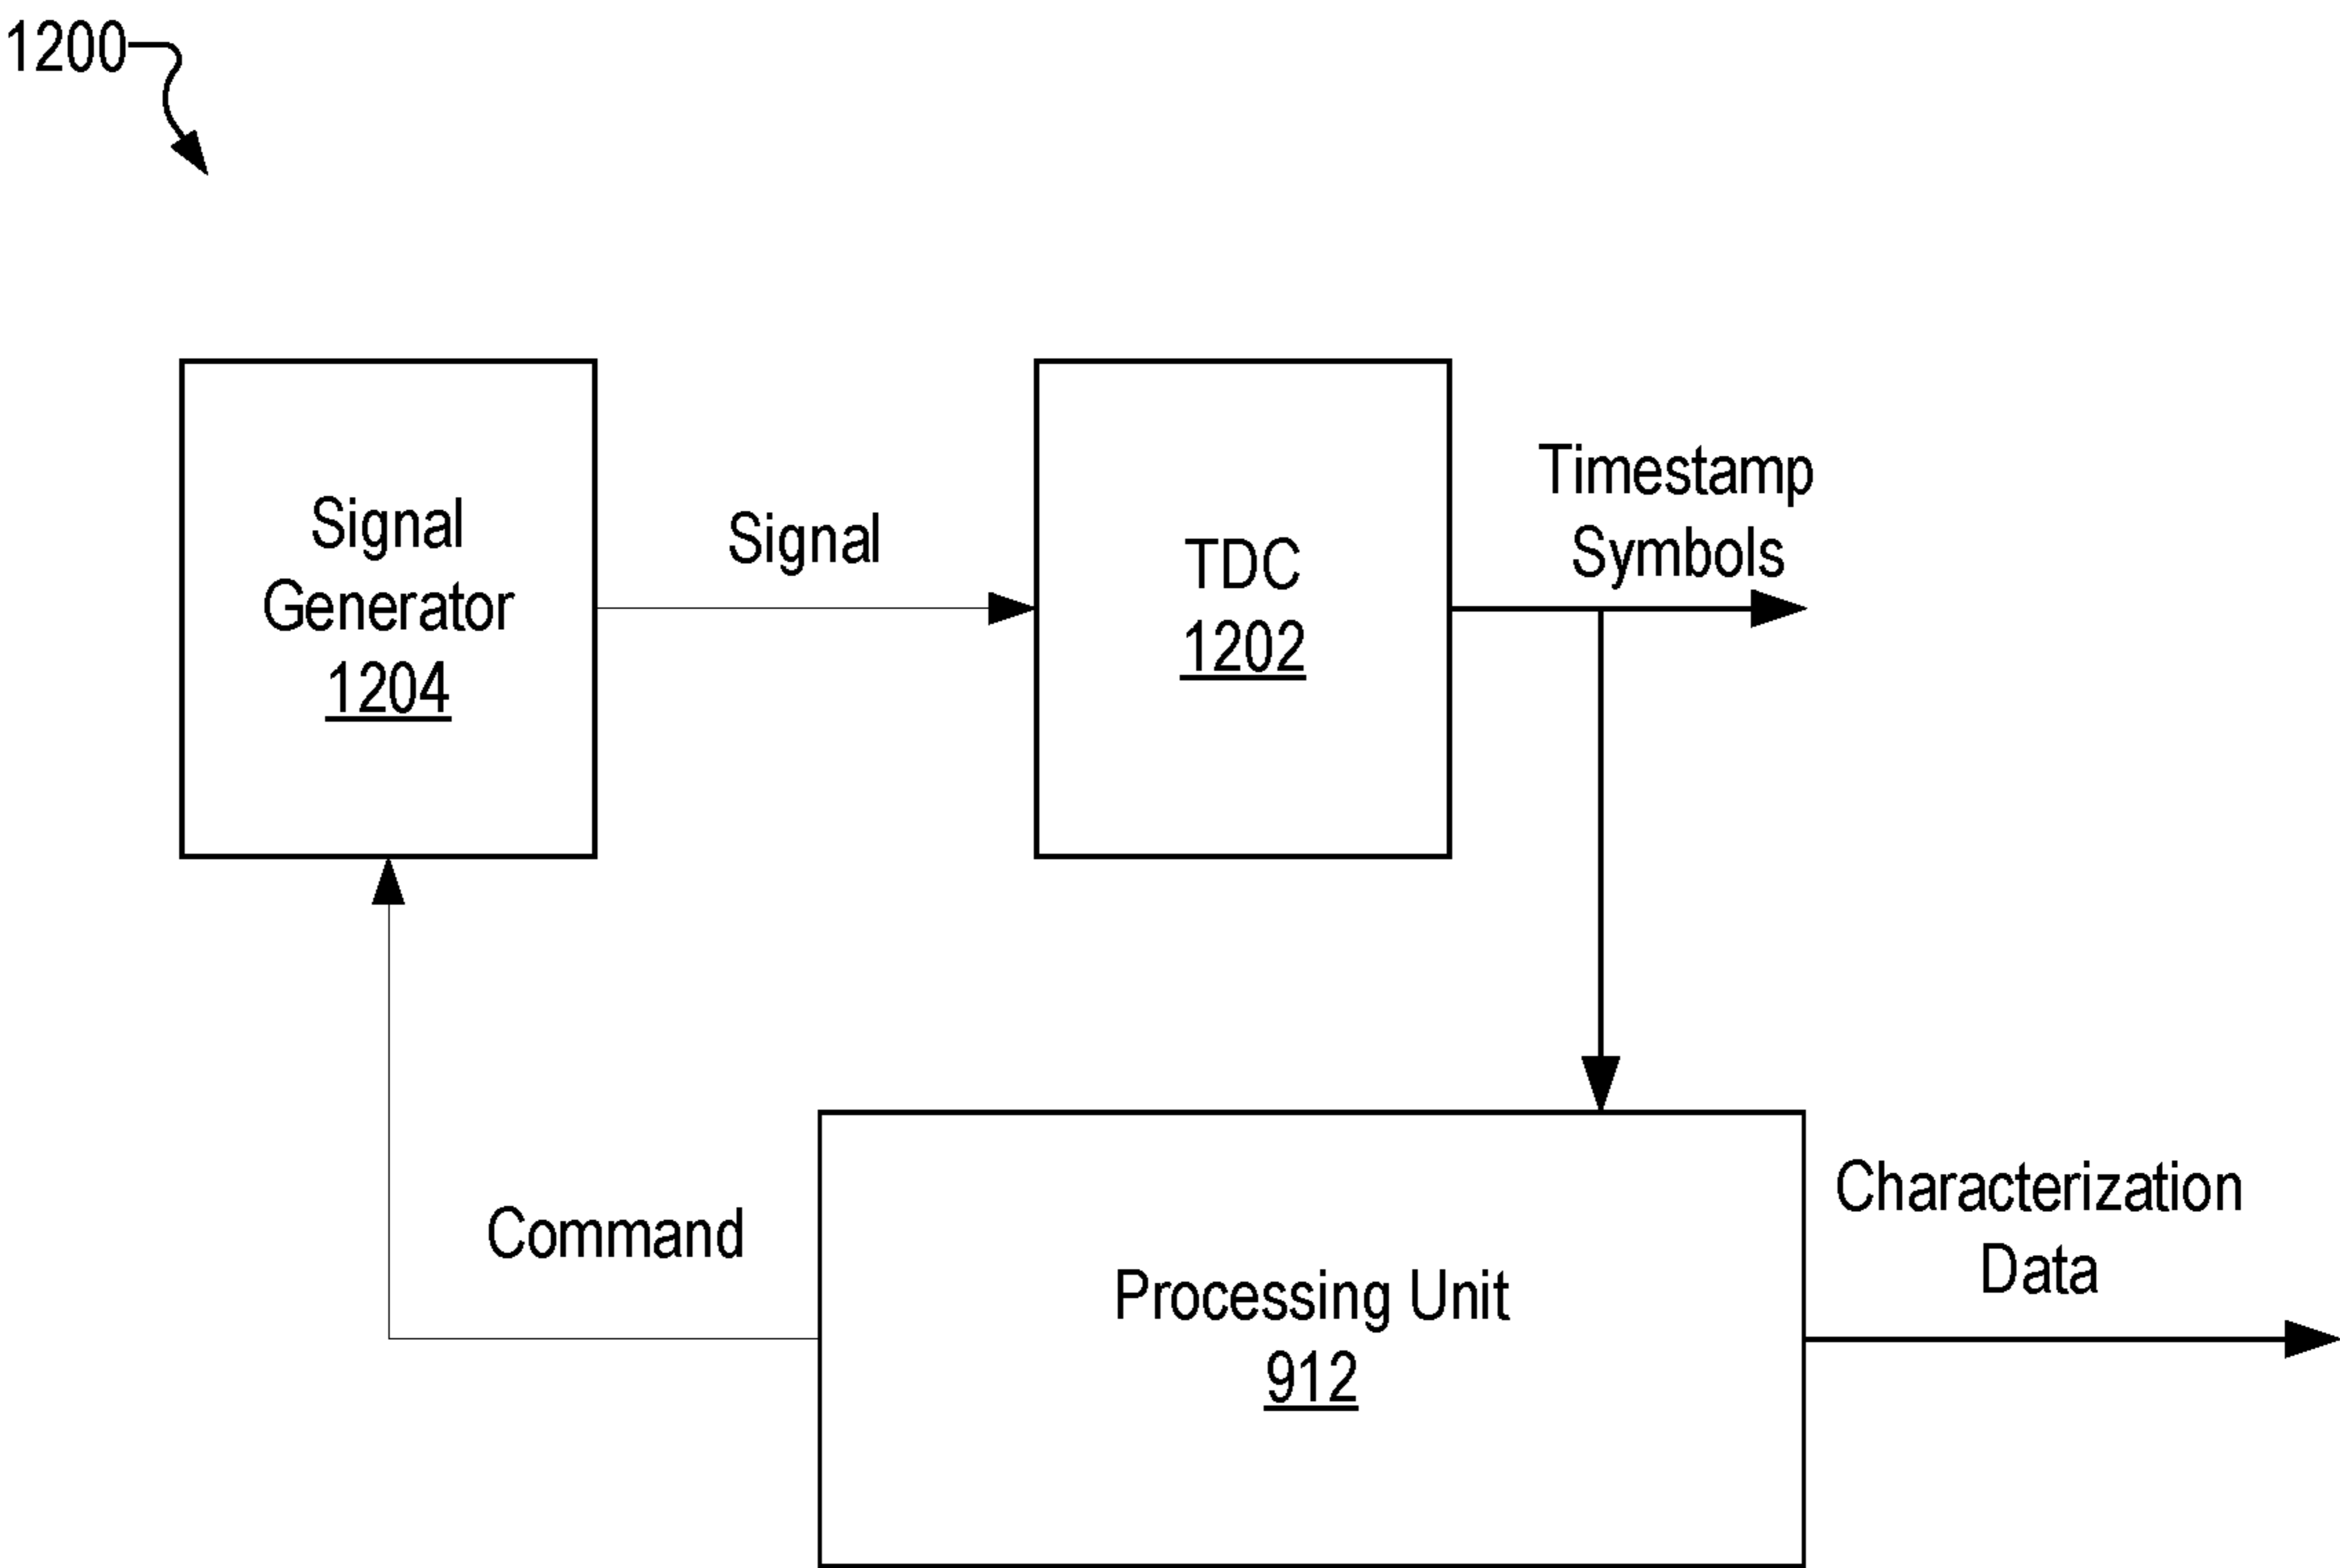 1200
Signal
Generator
1204
Signal
TDC
1202
Timestamp
Symbols
Command
Processing Unit
912
Characterization
Data